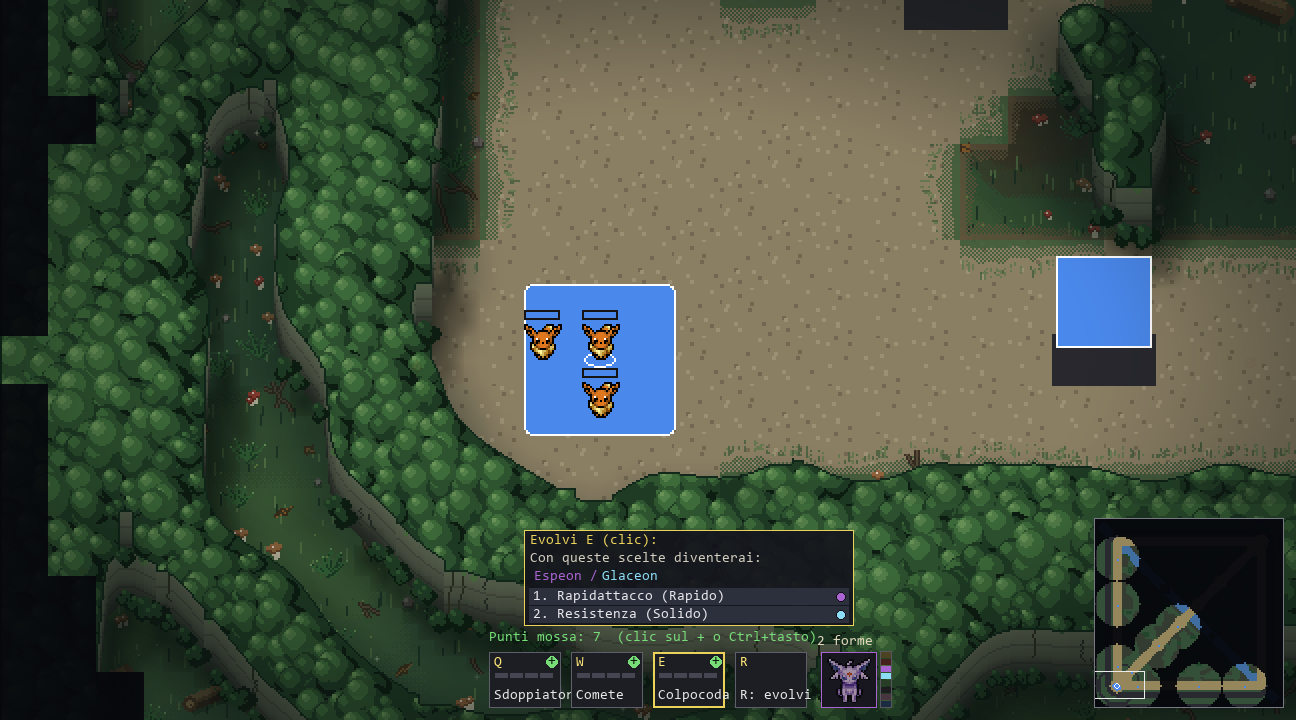 Evolvi E (clic):
Con queste scelte diventerai:
Espeon / Glaceon
1. Rapidattacco (Rapido)
2. Resistenza (Solido)
Punti mossa: 7 (clic sul + o Ctrl+tasto)
2 forme
Q
Sdoppiator
W
Comete
E
Colpocoda
R
R: evolvi